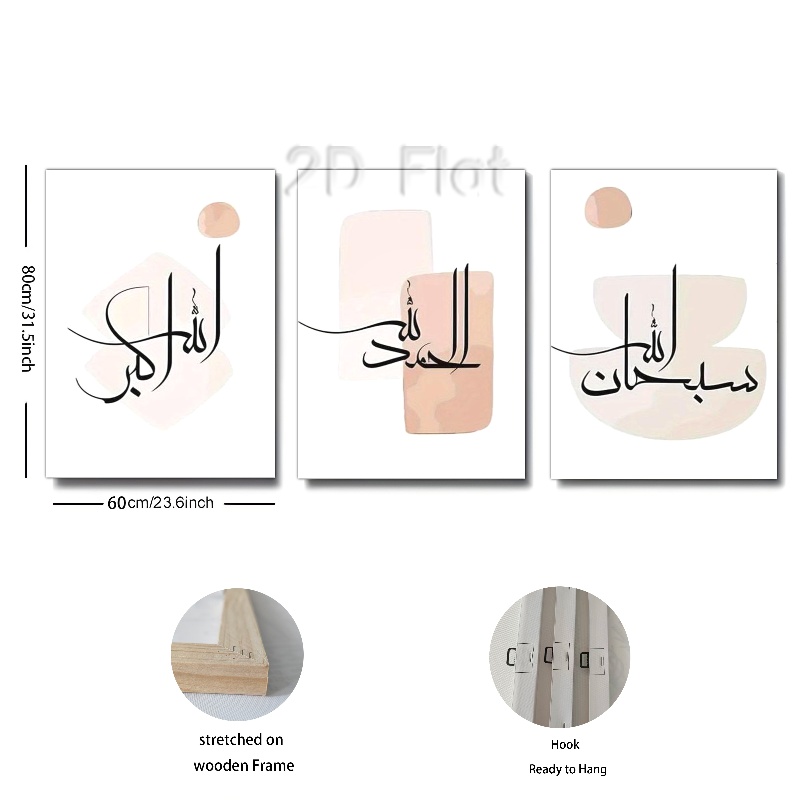 2D Flat
80cm/31.5inch
الله أكبر
الحمد لله
سبحان الله
60cm/23.6inch
stretched on
wooden Frame
Hook
Ready to Hang